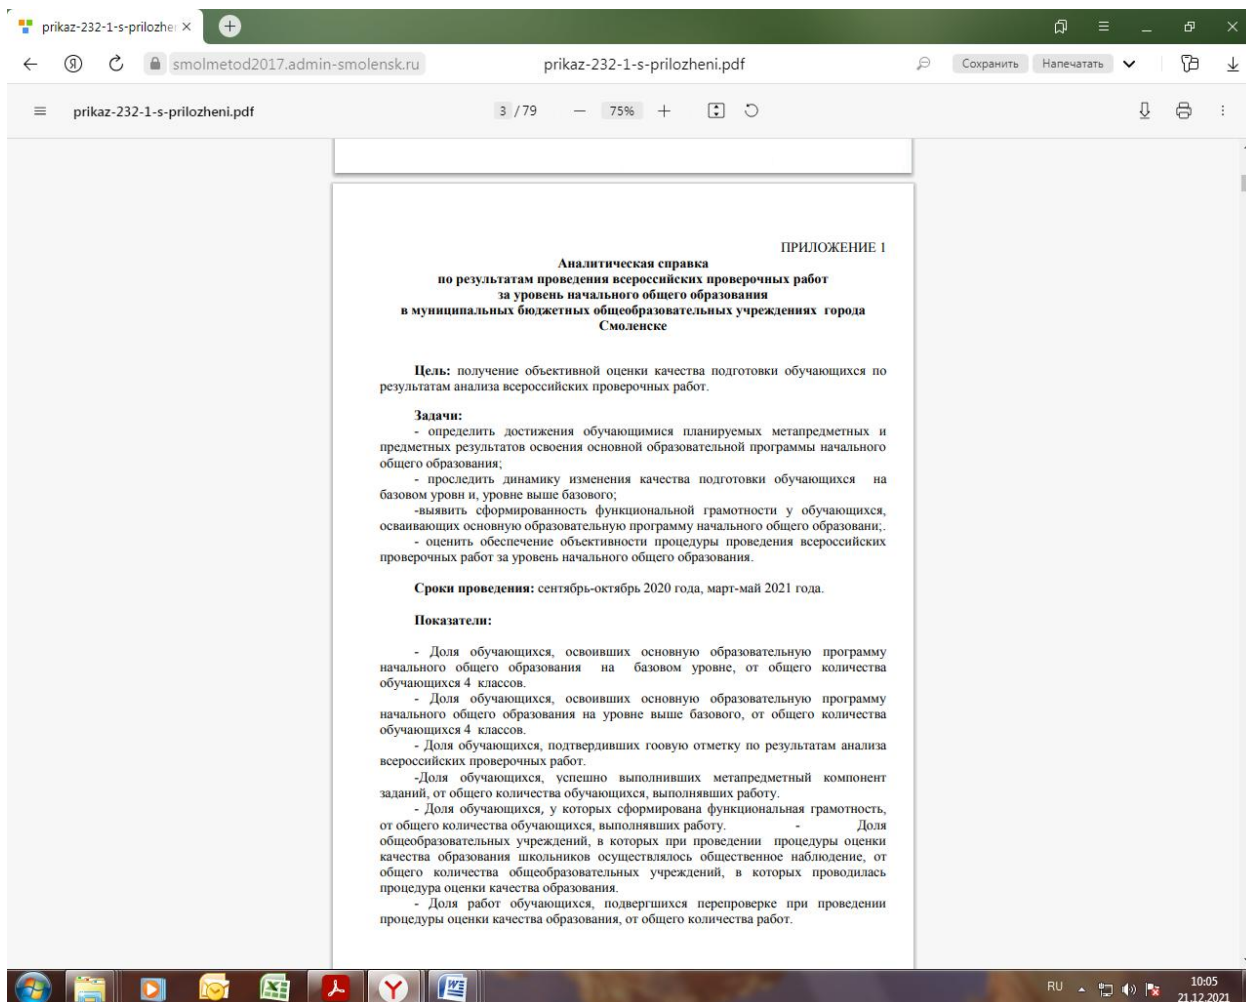 prikaz-232-1-s-prilozhe
smolmetod2017.admin-smolensk.ru prikaz-232-1-s-prilozheni.pdf Сохранить Напечатать
prikaz-232-1-s-prilozheni.pdf 3 / 79 — 75% +
ПРИЛОЖЕНИЕ 1
Аналитическая справка
по результатам проведения всероссийских проверочных работ
за уровень начального общего образования
в муниципальных бюджетных общеобразовательных учреждениях города
Смоленске
Цель: получение объективной оценки качества подготовки обучающихся по
результатам анализа всероссийских проверочных работ.
Задачи:
- определить достижения обучающимися планируемых метапредметных и
предметных результатов освоения основной образовательной программы начального
общего образования;
- проследить динамику изменения качества подготовки обучающихся на
базовом уровн и, уровне выше базового;
-выявить сформированность функциональной грамотности у обучающихся,
осваивающих основную образовательную программу начального общего образовани;.
- оценить обеспечение объективности процедуры проведения всероссийских
проверочных работ за уровень начального общего образования.
Сроки проведения: сентябрь-октябрь 2020 года, март-май 2021 года.
Показатели:
- Доля обучающихся, освоивших основную образовательную программу
начального общего образования на базовом уровне, от общего количества
обучающихся 4 классов.
- Доля обучающихся, освоивших основную образовательную программу
начального общего образования на уровне выше базового, от общего количества
обучающихся 4 классов.
- Доля обучающихся, подтвердивших гоовую отметку по результатам анализа
всероссийских проверочных работ.
-Доля обучающихся, успешно выполнивших метапредметный компонент
заданий, от общего количества обучающихся, выполнявших работу.
- Доля обучающихся, у которых сформирована функциональная грамотность,
от общего количества обучающихся, выполнявших работу. - Доля
общеобразовательных учреждений, в которых при проведении процедуры оценки
качества образования школьников осуществлялось общественное наблюдение, от
общего количества общеобразовательных учреждений, в которых проводилась
процедура оценки качества образования.
- Доля работ обучающихся, подвергшихся перепроверке при проведении
процедуры оценки качества образования, от общего количества работ.
RU 10:05
21.12.2021